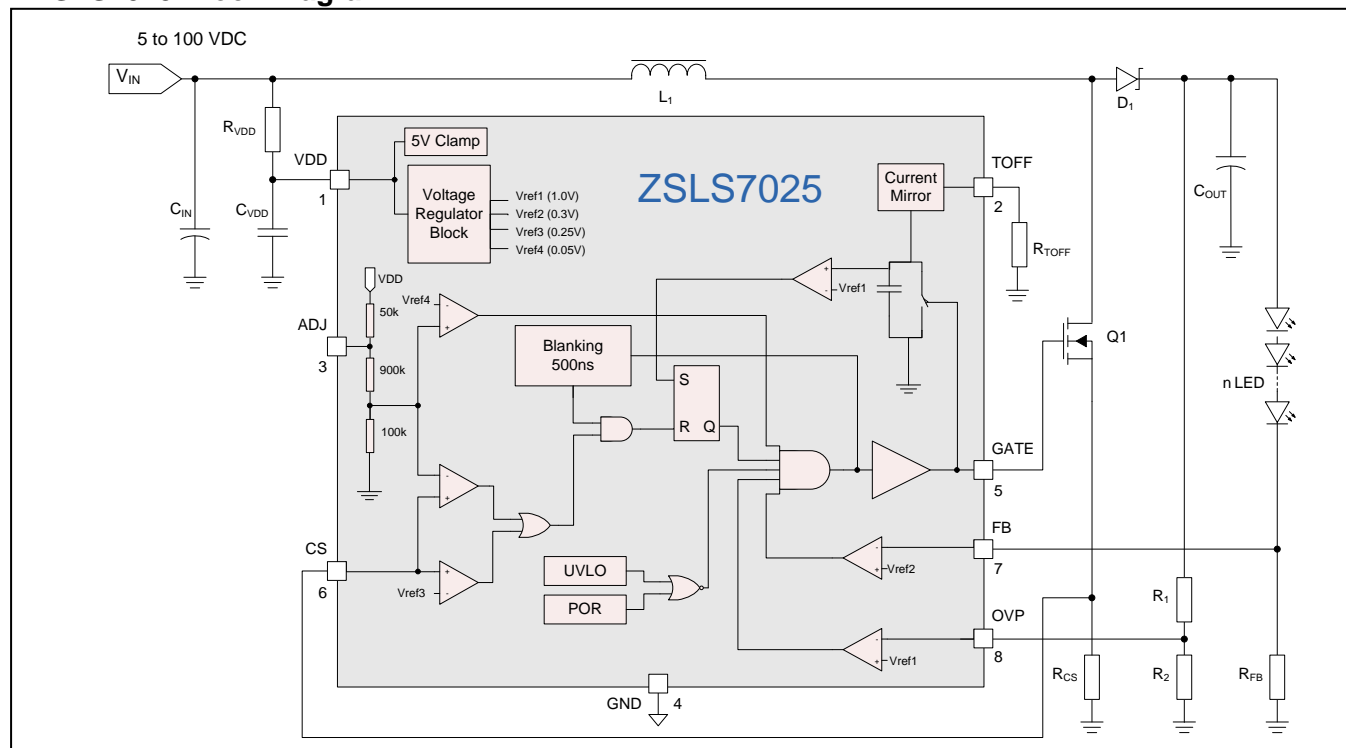 5 to 100 VDC
VIN
L1
D1
RVDD
VDD
1
CIN
CVDD
5V Clamp
Voltage
Regulator
Block
Vref1 (1.0V)
Vref2 (0.3V)
Vref3 (0.25V)
Vref4 (0.05V)
ZSLS7025
Current
Mirror
TOFF
2
RTOFF
COUT
VDD
50k
ADJ
3
900k
100k
Vref4
+
-
Vref1
+
-
Blanking
500ns
S
R Q
Q1
n LED
GATE
5
-
+
CS
6
+
-
Vref3
UVLO
POR
FB
7
-
+
Vref2
OVP
8
-
+
Vref1
R1
RCS
R2
RFB
GND
4